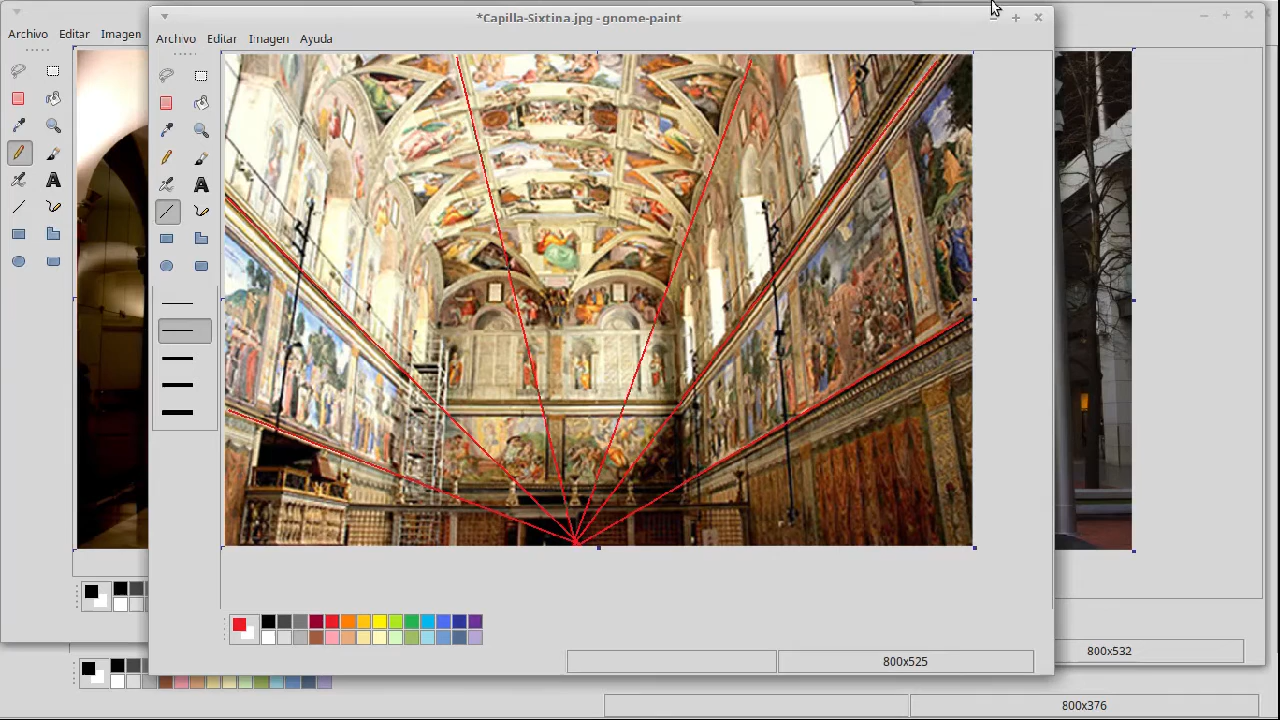 *Capilla-Sixtina.jpg - gnome-paint
Archivo Editar Imagen
Archivo Editar Imagen Ayuda
A
A
800x525
800x532
800x376